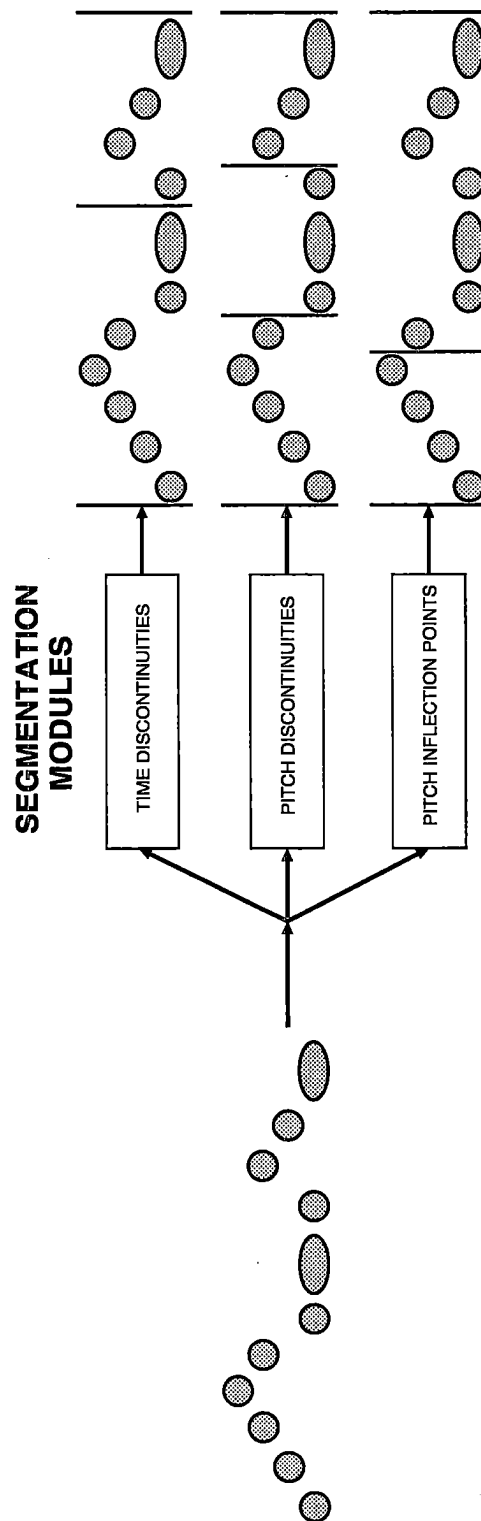 SEGMENTATION
MODULES
TIME DISCONTINUITIES
PITCH DISCONTINUITIES
PITCH INFLECTION POINTS